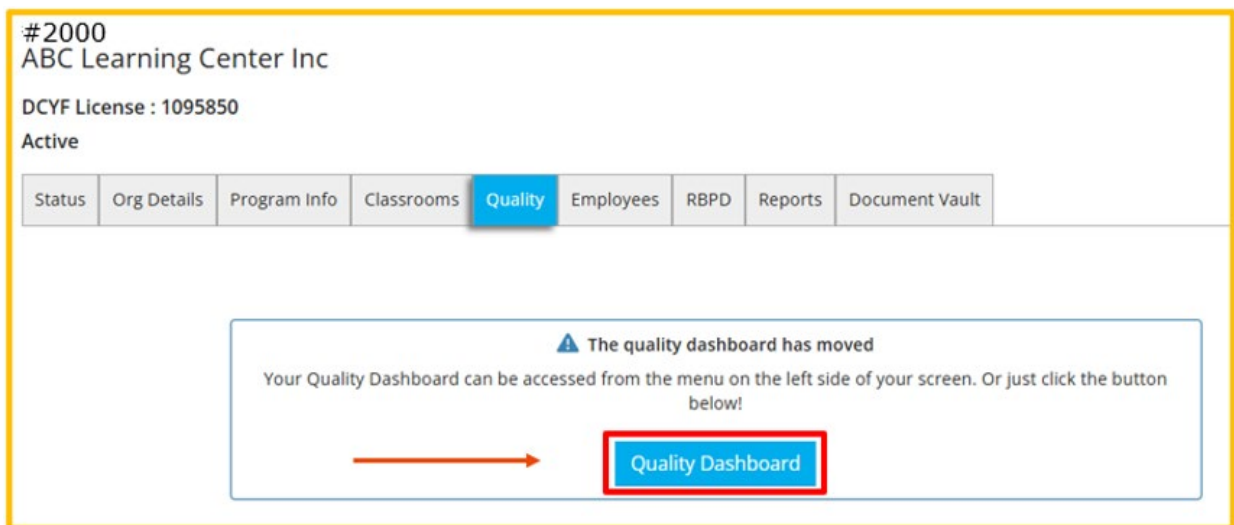 #2000
ABC Learning Center Inc
DCYF License : 1095850
Active
Status Org Details Program Info Classrooms Quality Employees RBPD Reports Document Vault
The quality dashboard has moved
Your Quality Dashboard can be accessed from the menu on the left side of your screen. Or just click the button
below!
Quality Dashboard